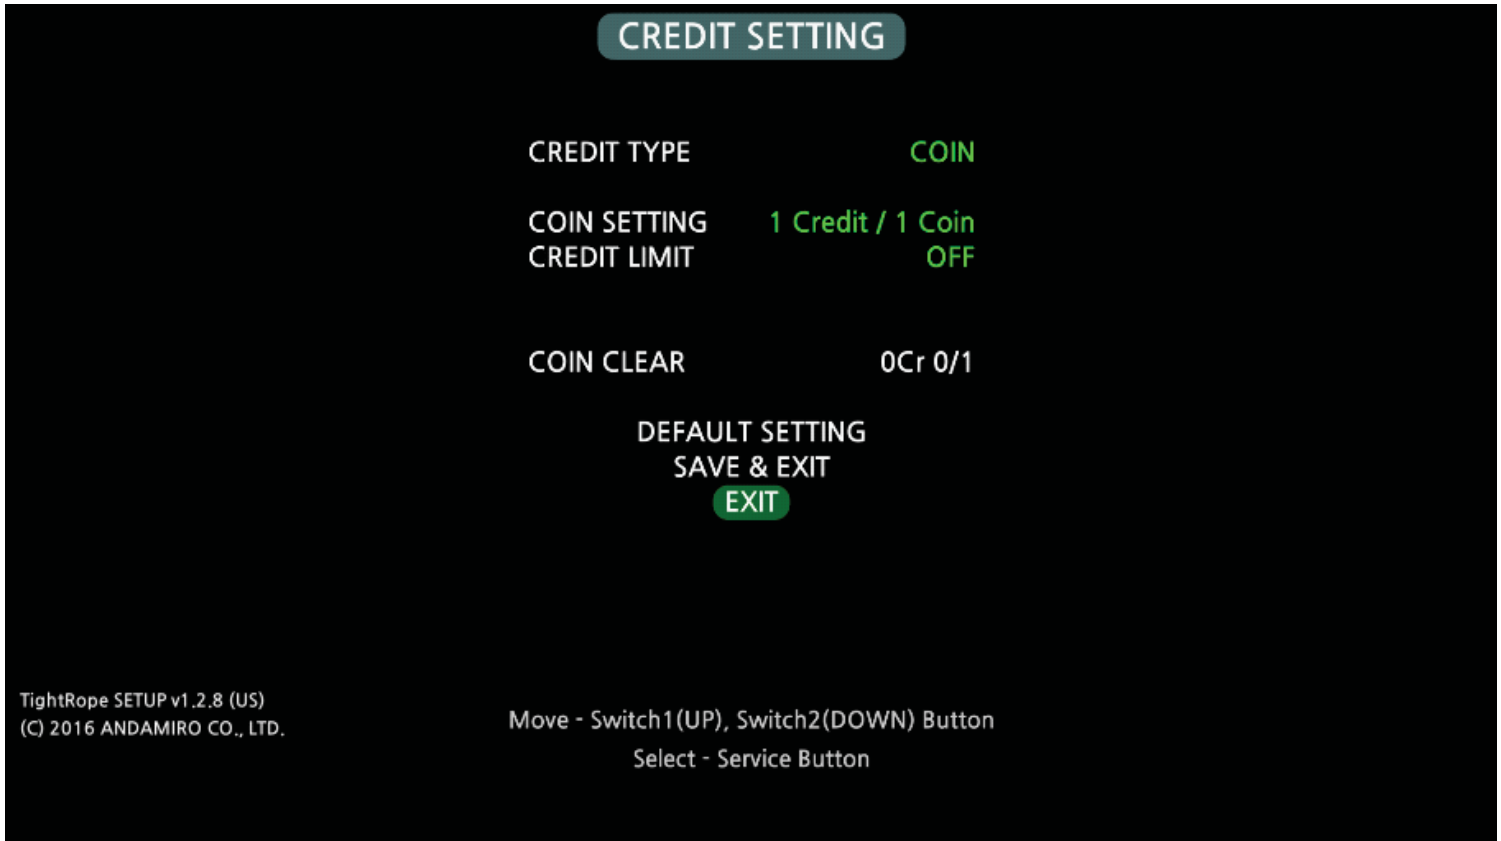 CREDIT SETTING
CREDIT TYPE COIN
COIN SETTING 1 Credit / 1 Coin
CREDIT LIMIT OFF
COIN CLEAR 0Cr 0/1
DEFAULT SETTING
SAVE & EXIT
EXIT
TightRope SETUP v1.2.8 (US)
(C) 2016 ANDAMIRO CO., LTD.
Move - Switch1(UP), Switch2(DOWN) Button
Select - Service Button